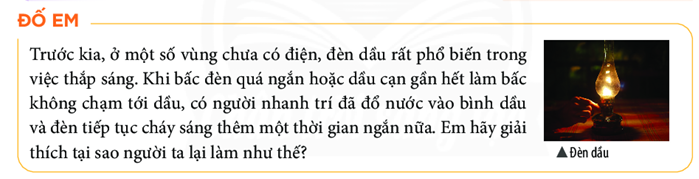 ĐỐ EM
Trước kia, ở một số vùng chưa có điện, đèn dầu rất phổ biến trong
việc thắp sáng. Khi bấc đèn quá ngắn hoặc dầu cạn gần hết làm bấc
không chạm tới dầu, có người nhanh trí đã đổ nước vào bình dầu
và đèn tiếp tục cháy sáng thêm một thời gian ngắn nữa. Em hãy giải
thích tại sao người ta lại làm như thế?
▲Đèn dầu